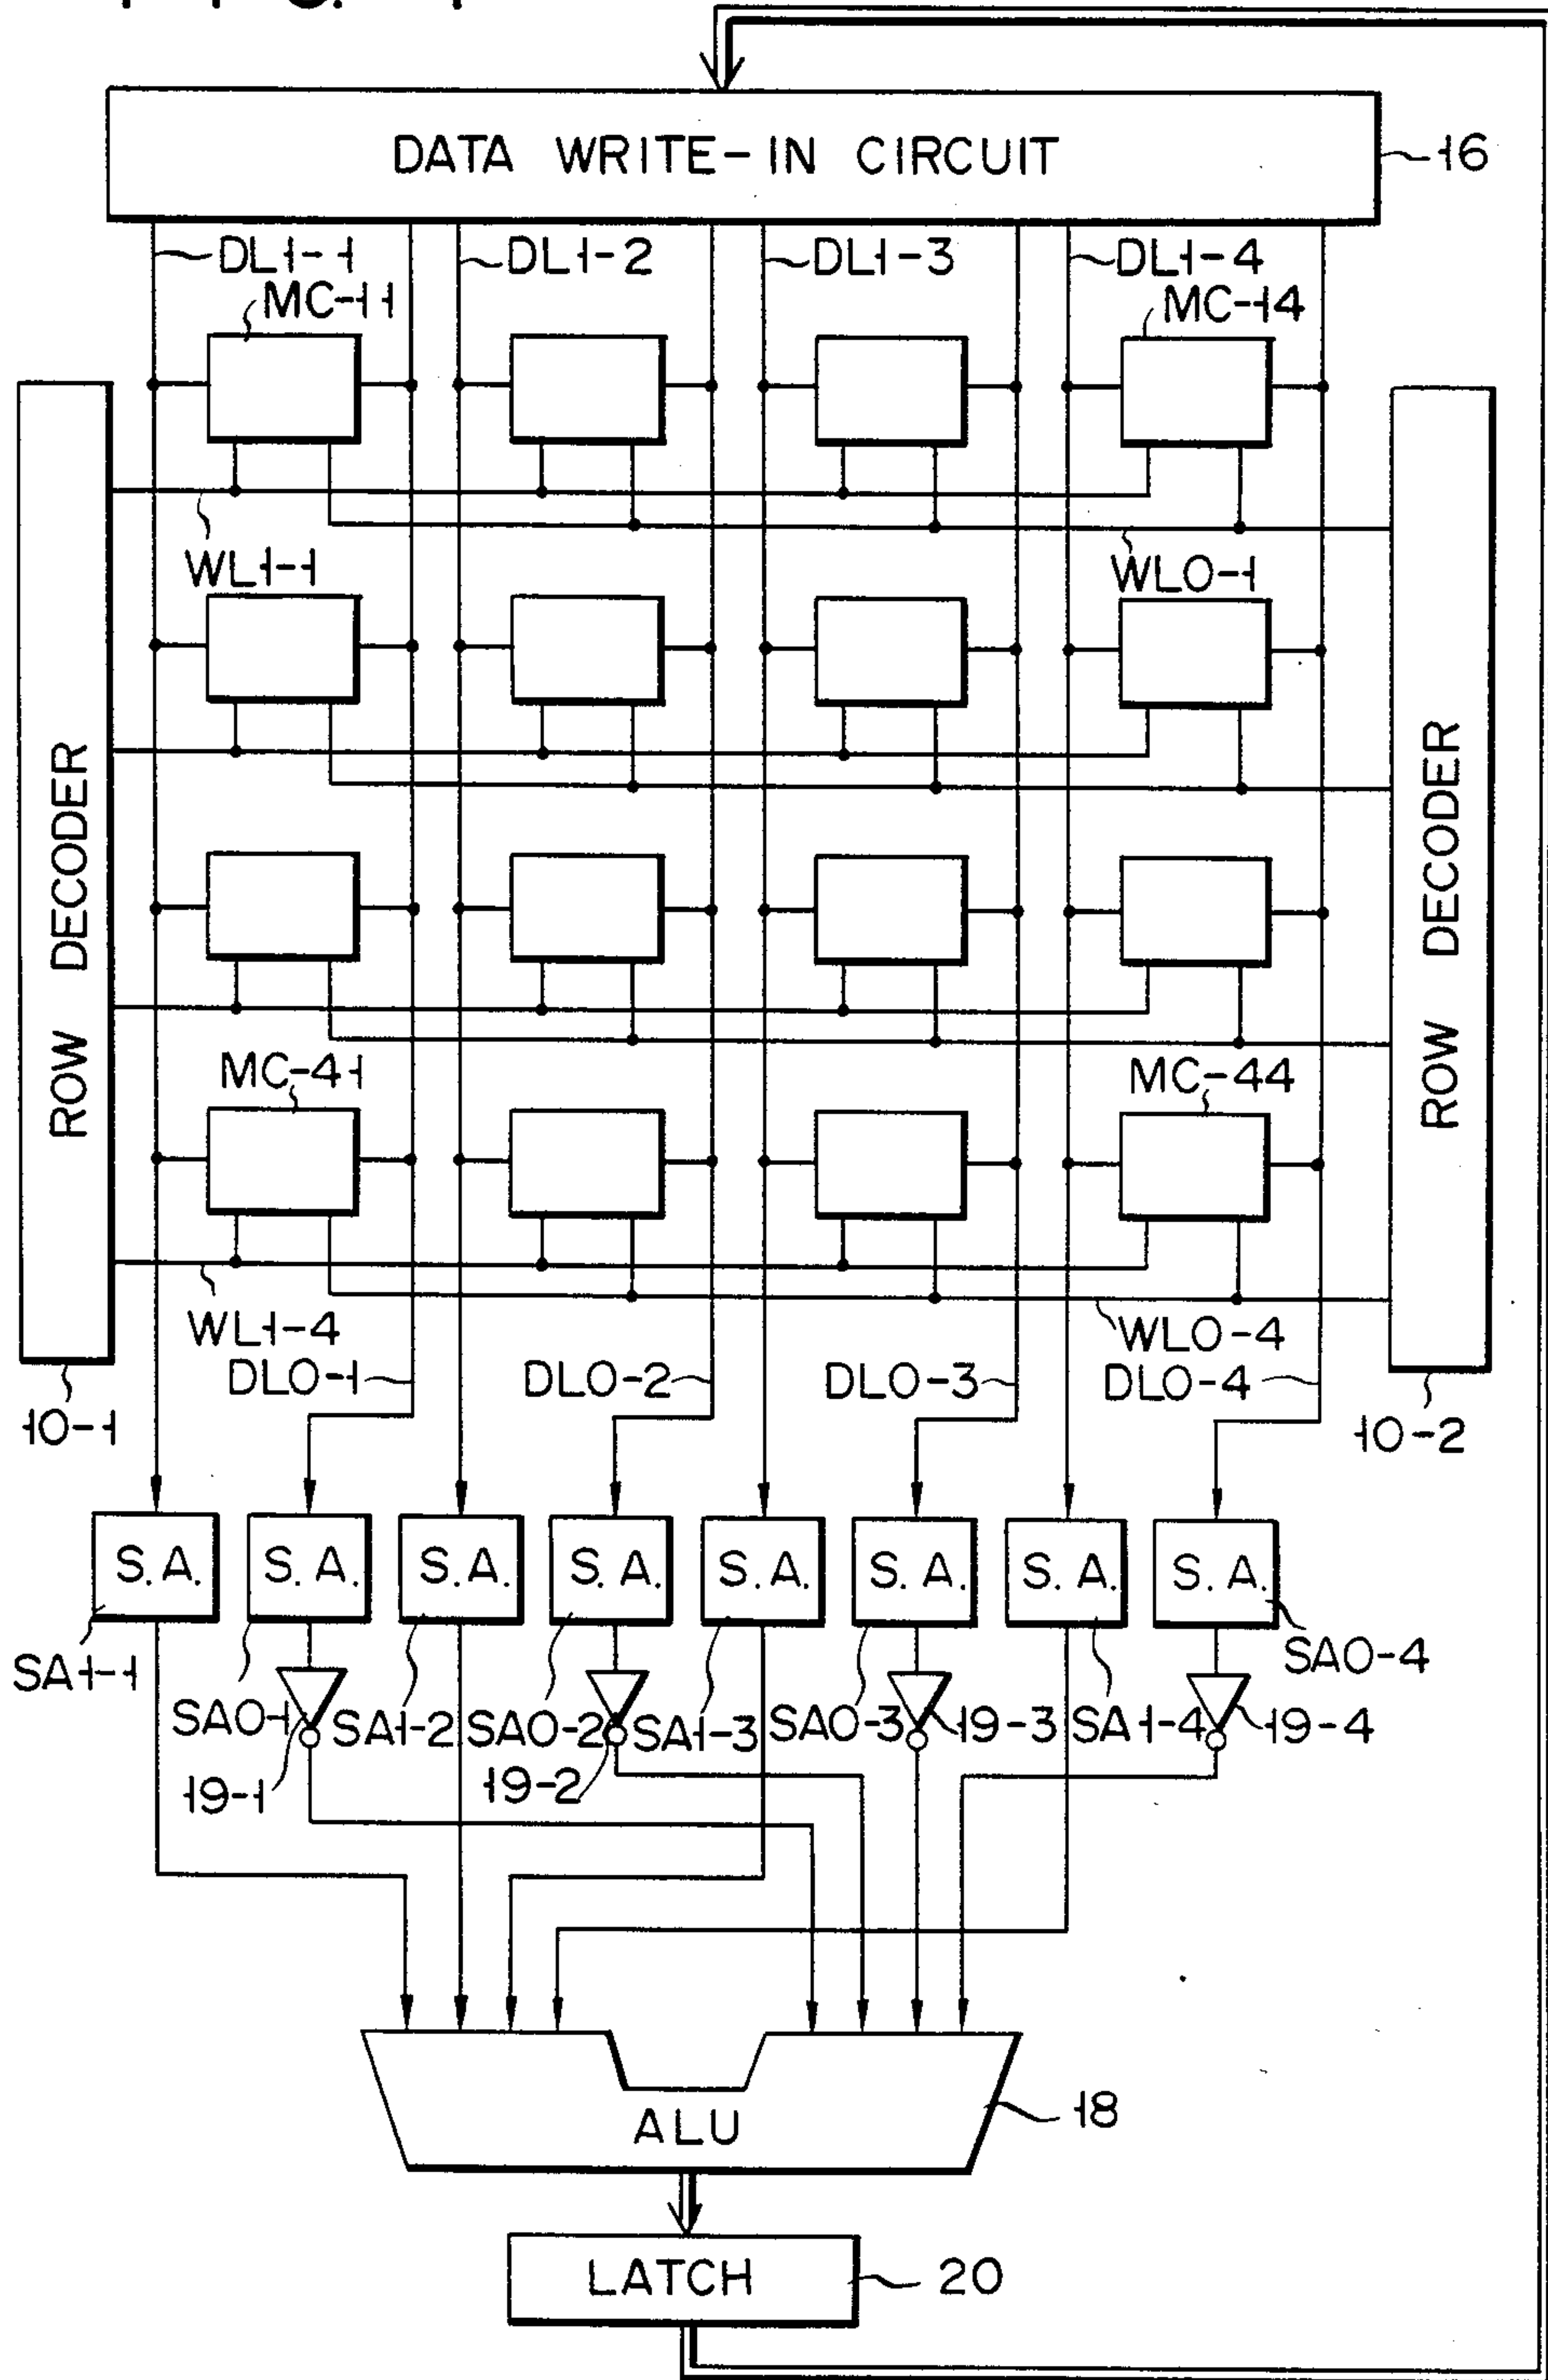 DATA WRITE-IN CIRCUIT
16
DL1-1
DL1-2
DL1-3
DL1-4
MC-11
MC-14
WL1-1
WL0-1
ROW DECODER
ROW DECODER
MC-41
MC-44
WL1-4
WL0-4
DL0-1
DL0-2
DL0-3
DL0-4
10-1
10-2
S.A.
S.A.
S.A.
S.A.
S.A.
S.A.
S.A.
S.A.
SA1-1
SA0-1
SA1-2
SA0-2
SA1-3
SA0-3
19-3
SA1-4
19-4
SA0-4
19-1
19-2
ALU
18
LATCH
20